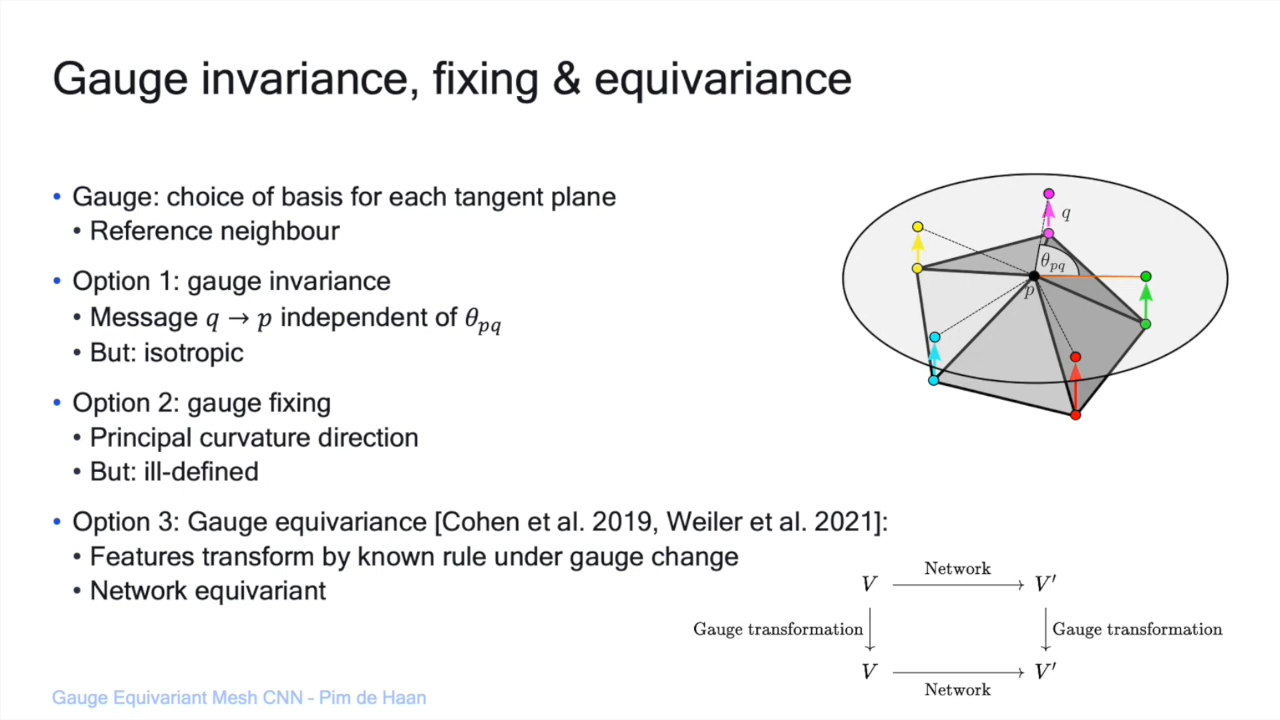 Gauge invariance, fixing & equivariance
• Gauge: choice of basis for each tangent plane
• Reference neighbour
• Option 1: gauge invariance
• Message q → p independent of θ_pq
• But: isotropic
• Option 2: gauge fixing
• Principal curvature direction
• But: ill-defined
• Option 3: Gauge equivariance [Cohen et al. 2019, Weiler et al. 2021]:
• Features transform by known rule under gauge change
• Network equivariant
q
θ_pq
p
Network
V V′
Gauge transformation Gauge transformation
V V′
Network
Gauge Equivariant Mesh CNN - Pim de Haan